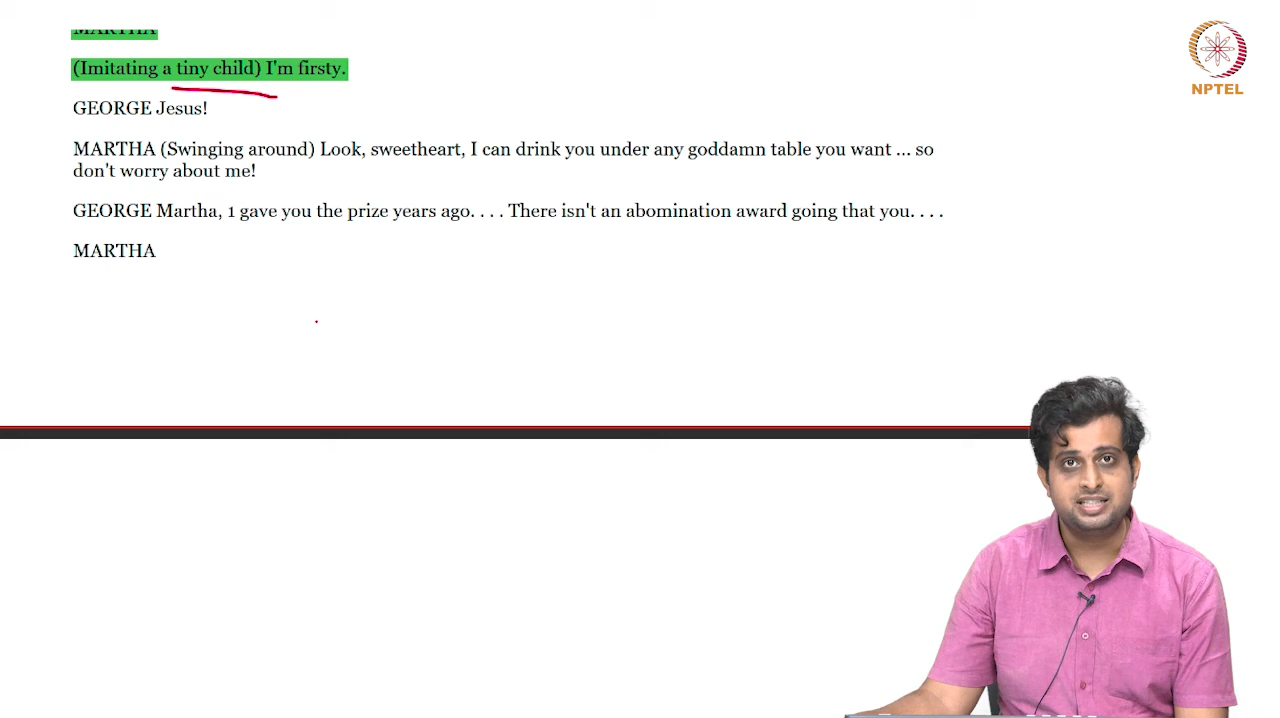 MARTHA
(Imitating a tiny child) I'm firsty.
GEORGE Jesus!
MARTHA (Swinging around) Look, sweetheart, I can drink you under any goddamn table you want ... so
don't worry about me!
GEORGE Martha, 1 gave you the prize years ago. . . . There isn't an abomination award going that you. . . .
MARTHA
NPTEL